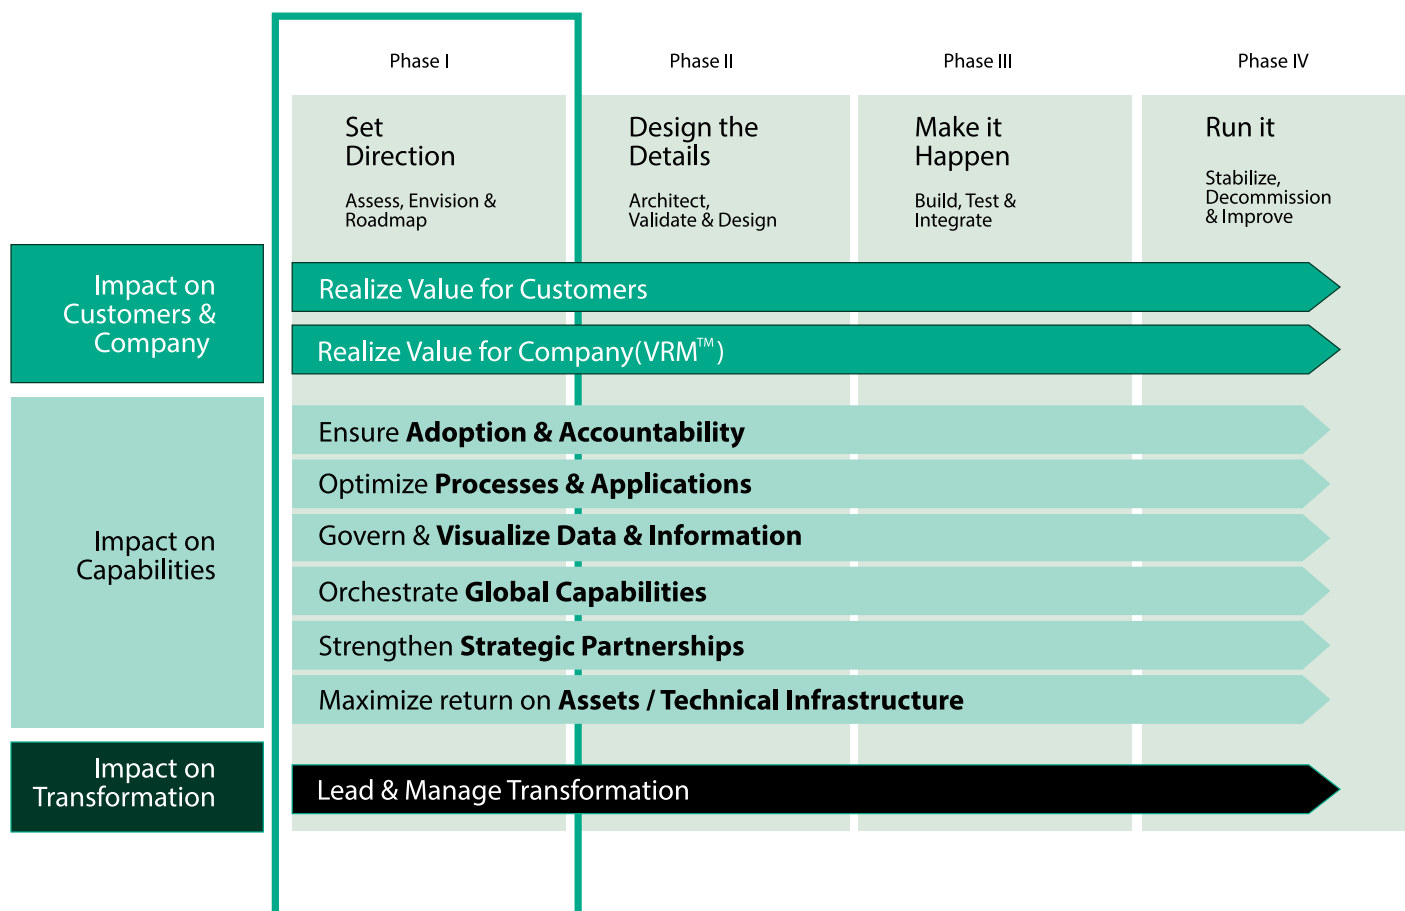 Phase I
Phase II
Phase III
Phase IV
Set
Direction
Assess, Envision &
Roadmap
Design the
Details
Architect,
Validate & Design
Make it
Happen
Build, Test &
Integrate
Run it
Stabilize,
Decommission
& Improve
Impact on
Customers &
Company
Realize Value for Customers
Realize Value for Company(VRM™)
Impact on
Capabilities
Ensure Adoption & Accountability
Optimize Processes & Applications
Govern & Visualize Data & Information
Orchestrate Global Capabilities
Strengthen Strategic Partnerships
Maximize return on Assets / Technical Infrastructure
Impact on
Transformation
Lead & Manage Transformation